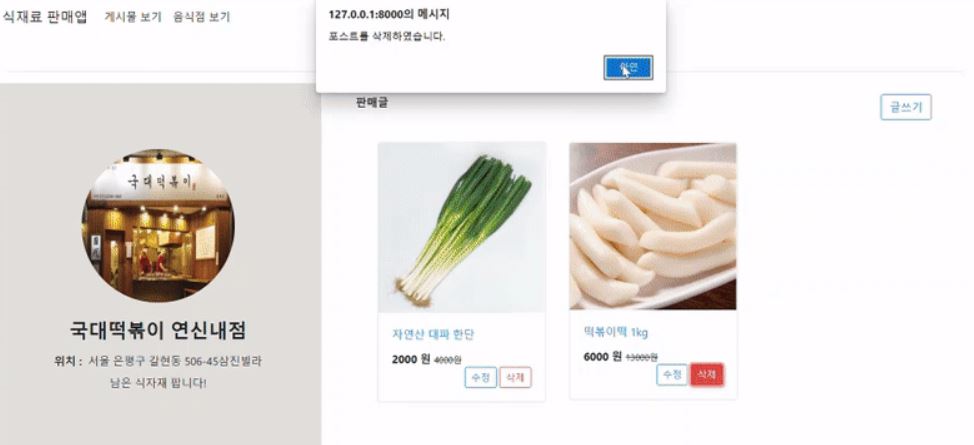 식재료 판매앱 게시물 보기 음식점 보기
127.0.0.1:8000의 메시지
포스트를 삭제하였습니다.
판매글
글쓰기
국대떡볶이
국대떡볶이 연신내점
위치 : 서울 은평구 갈현동 506-45삼진빌라
남은 식자재 팝니다!
자연산 대파 한단
2000 원 4000원
수정 삭제
떡볶이떡 1kg
6000 원 13000원
수정 삭제